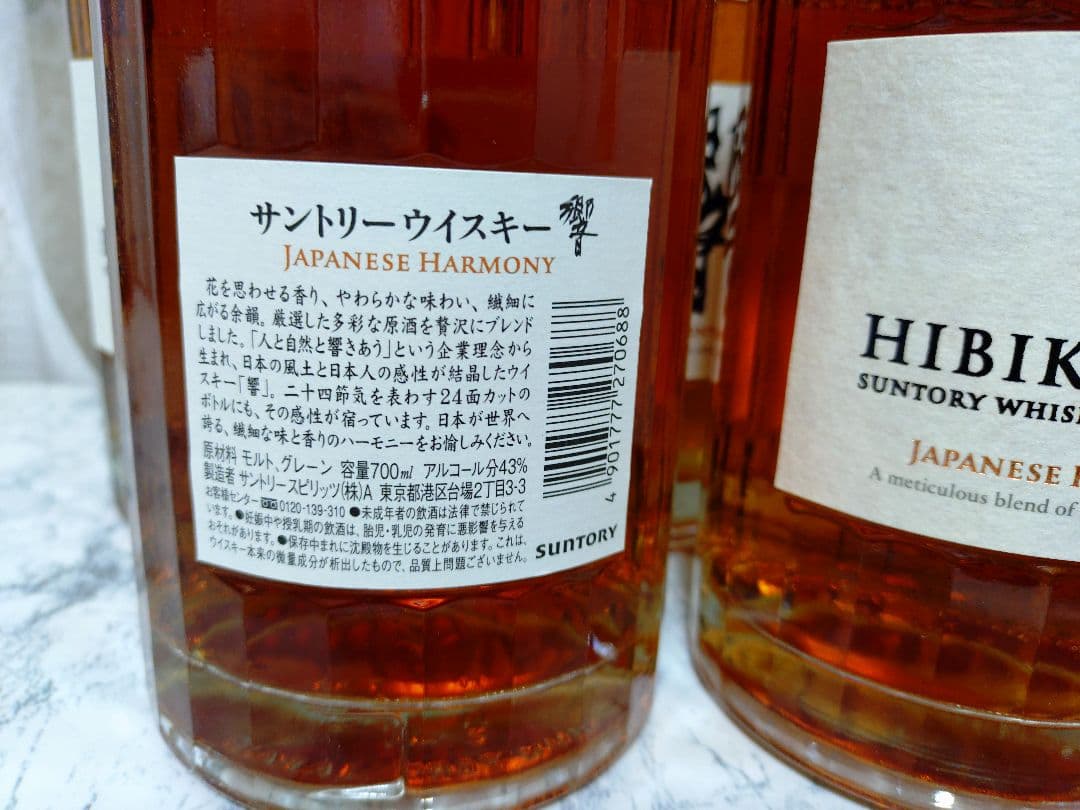 サントリーウイスキー響
JAPANESE HARMONY
花を思わせる香り、やわらかな味わい、繊細に
広がる余韻。厳選した多彩な原酒を贅沢にブレンド
しました。「人と自然と響きあう」という企業理念から
生まれ、日本の風土と日本人の感性が結晶したウイ
スキー「響」。二十四節気を表わす24面カットの
ボトルにも、その感性が宿っています。日本が世界へ
誇る、繊細な味と香りのハーモニーをお愉しみください。
原材料 モルト、グレーン 容量700ml アルコール分43%
製造者 サントリースピリッツ(株)A 東京都港区台場2丁目3-3
お客様センター 0120-139-310 ●未成年者の飲酒は法律で禁じられて
います。●妊娠中や授乳期の飲酒は、胎児・乳児の発育に悪影響を与える
おそれがあります。●保存中まれに沈殿物を生じることがあります。これは、
ウイスキー本来の微量成分が析出したもので、品質上問題ございません。
SUNTORY
4 901777 270688
HIBIK
SUNTORY WHIS
JAPANESE
A meticulous blend of